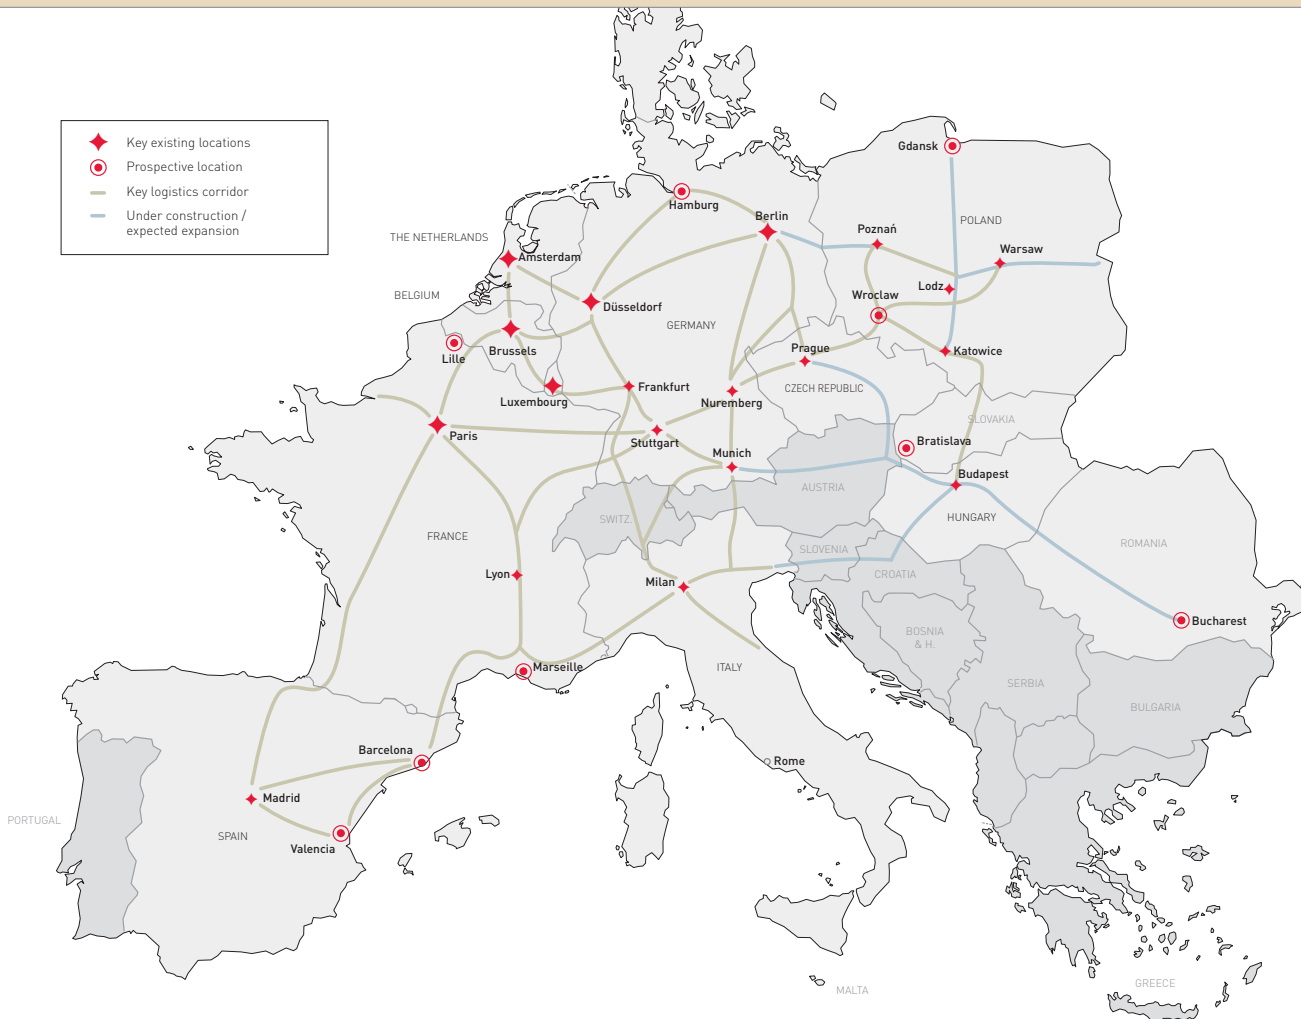 Key existing locations
Prospective location
Key logistics corridor
Under construction /
expected expansion
Gdansk
Hamburg
Berlin
POLAND
Poznań
THE NETHERLANDS
Warsaw
Amsterdam
Lodz
BELGIUM
Wroclaw
Düsseldorf
GERMANY
Brussels
Prague
Katowice
Lille
Frankfurt
CZECH REPUBLIC
Luxembourg
Nuremberg
SLOVAKIA
Paris
Stuttgart
Bratislava
Munich
Budapest
AUSTRIA
SWITZ.
HUNGARY
FRANCE
ROMANIA
SLOVENIA
Lyon
CROATIA
Milan
Bucharest
BOSNIA
& H.
Marseille
ITALY
SERBIA
BULGARIA
Barcelona
Rome
Madrid
PORTUGAL
SPAIN
Valencia
GREECE
MALTA